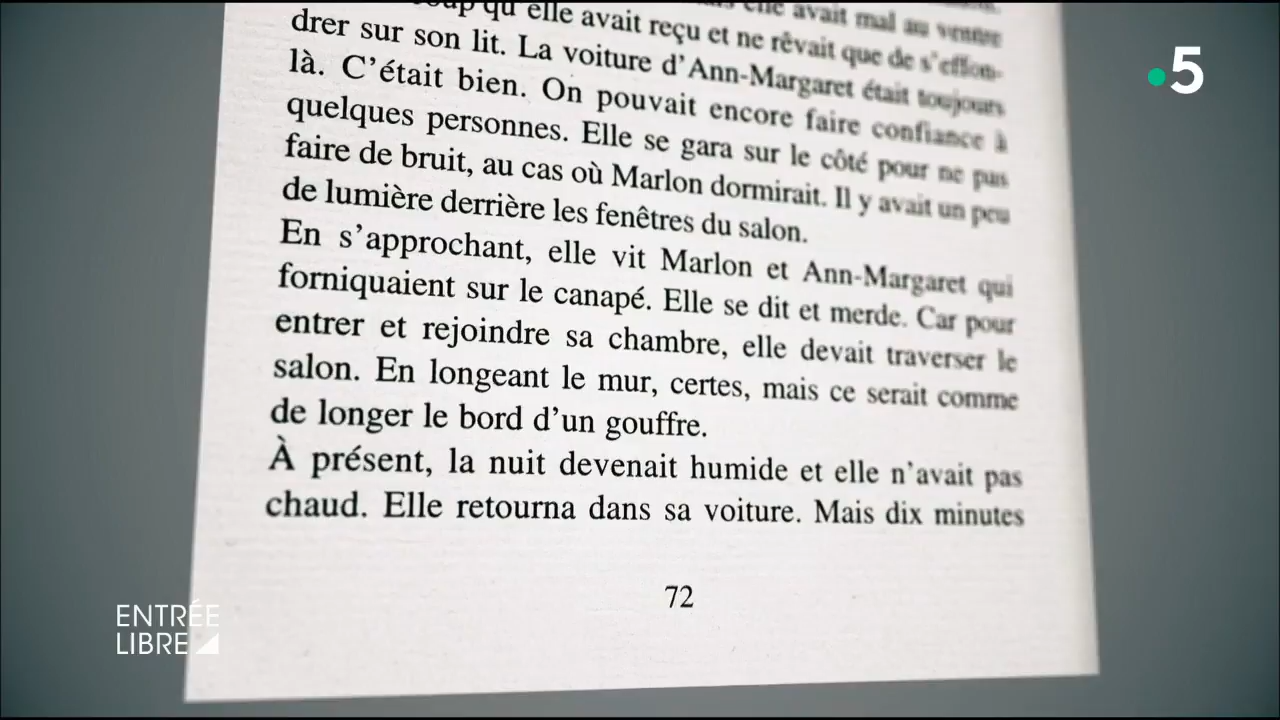 qu'elle avait reçu et ne rêvait que de s'effon-
drer sur son lit. La voiture d'Ann-Margaret était toujours
là. C'était bien. On pouvait encore faire confiance à
quelques personnes. Elle se gara sur le côté pour ne pas
faire de bruit, au cas où Marlon dormirait. Il y avait un peu
de lumière derrière les fenêtres du salon.
En s'approchant, elle vit Marlon et Ann-Margaret qui
forniquaient sur le canapé. Elle se dit et merde. Car pour
entrer et rejoindre sa chambre, elle devait traverser le
salon. En longeant le mur, certes, mais ce serait comme
de longer le bord d'un gouffre.
À présent, la nuit devenait humide et elle n'avait pas
chaud. Elle retourna dans sa voiture. Mais dix minutes
72
5
ENTRÉE
LIBRE